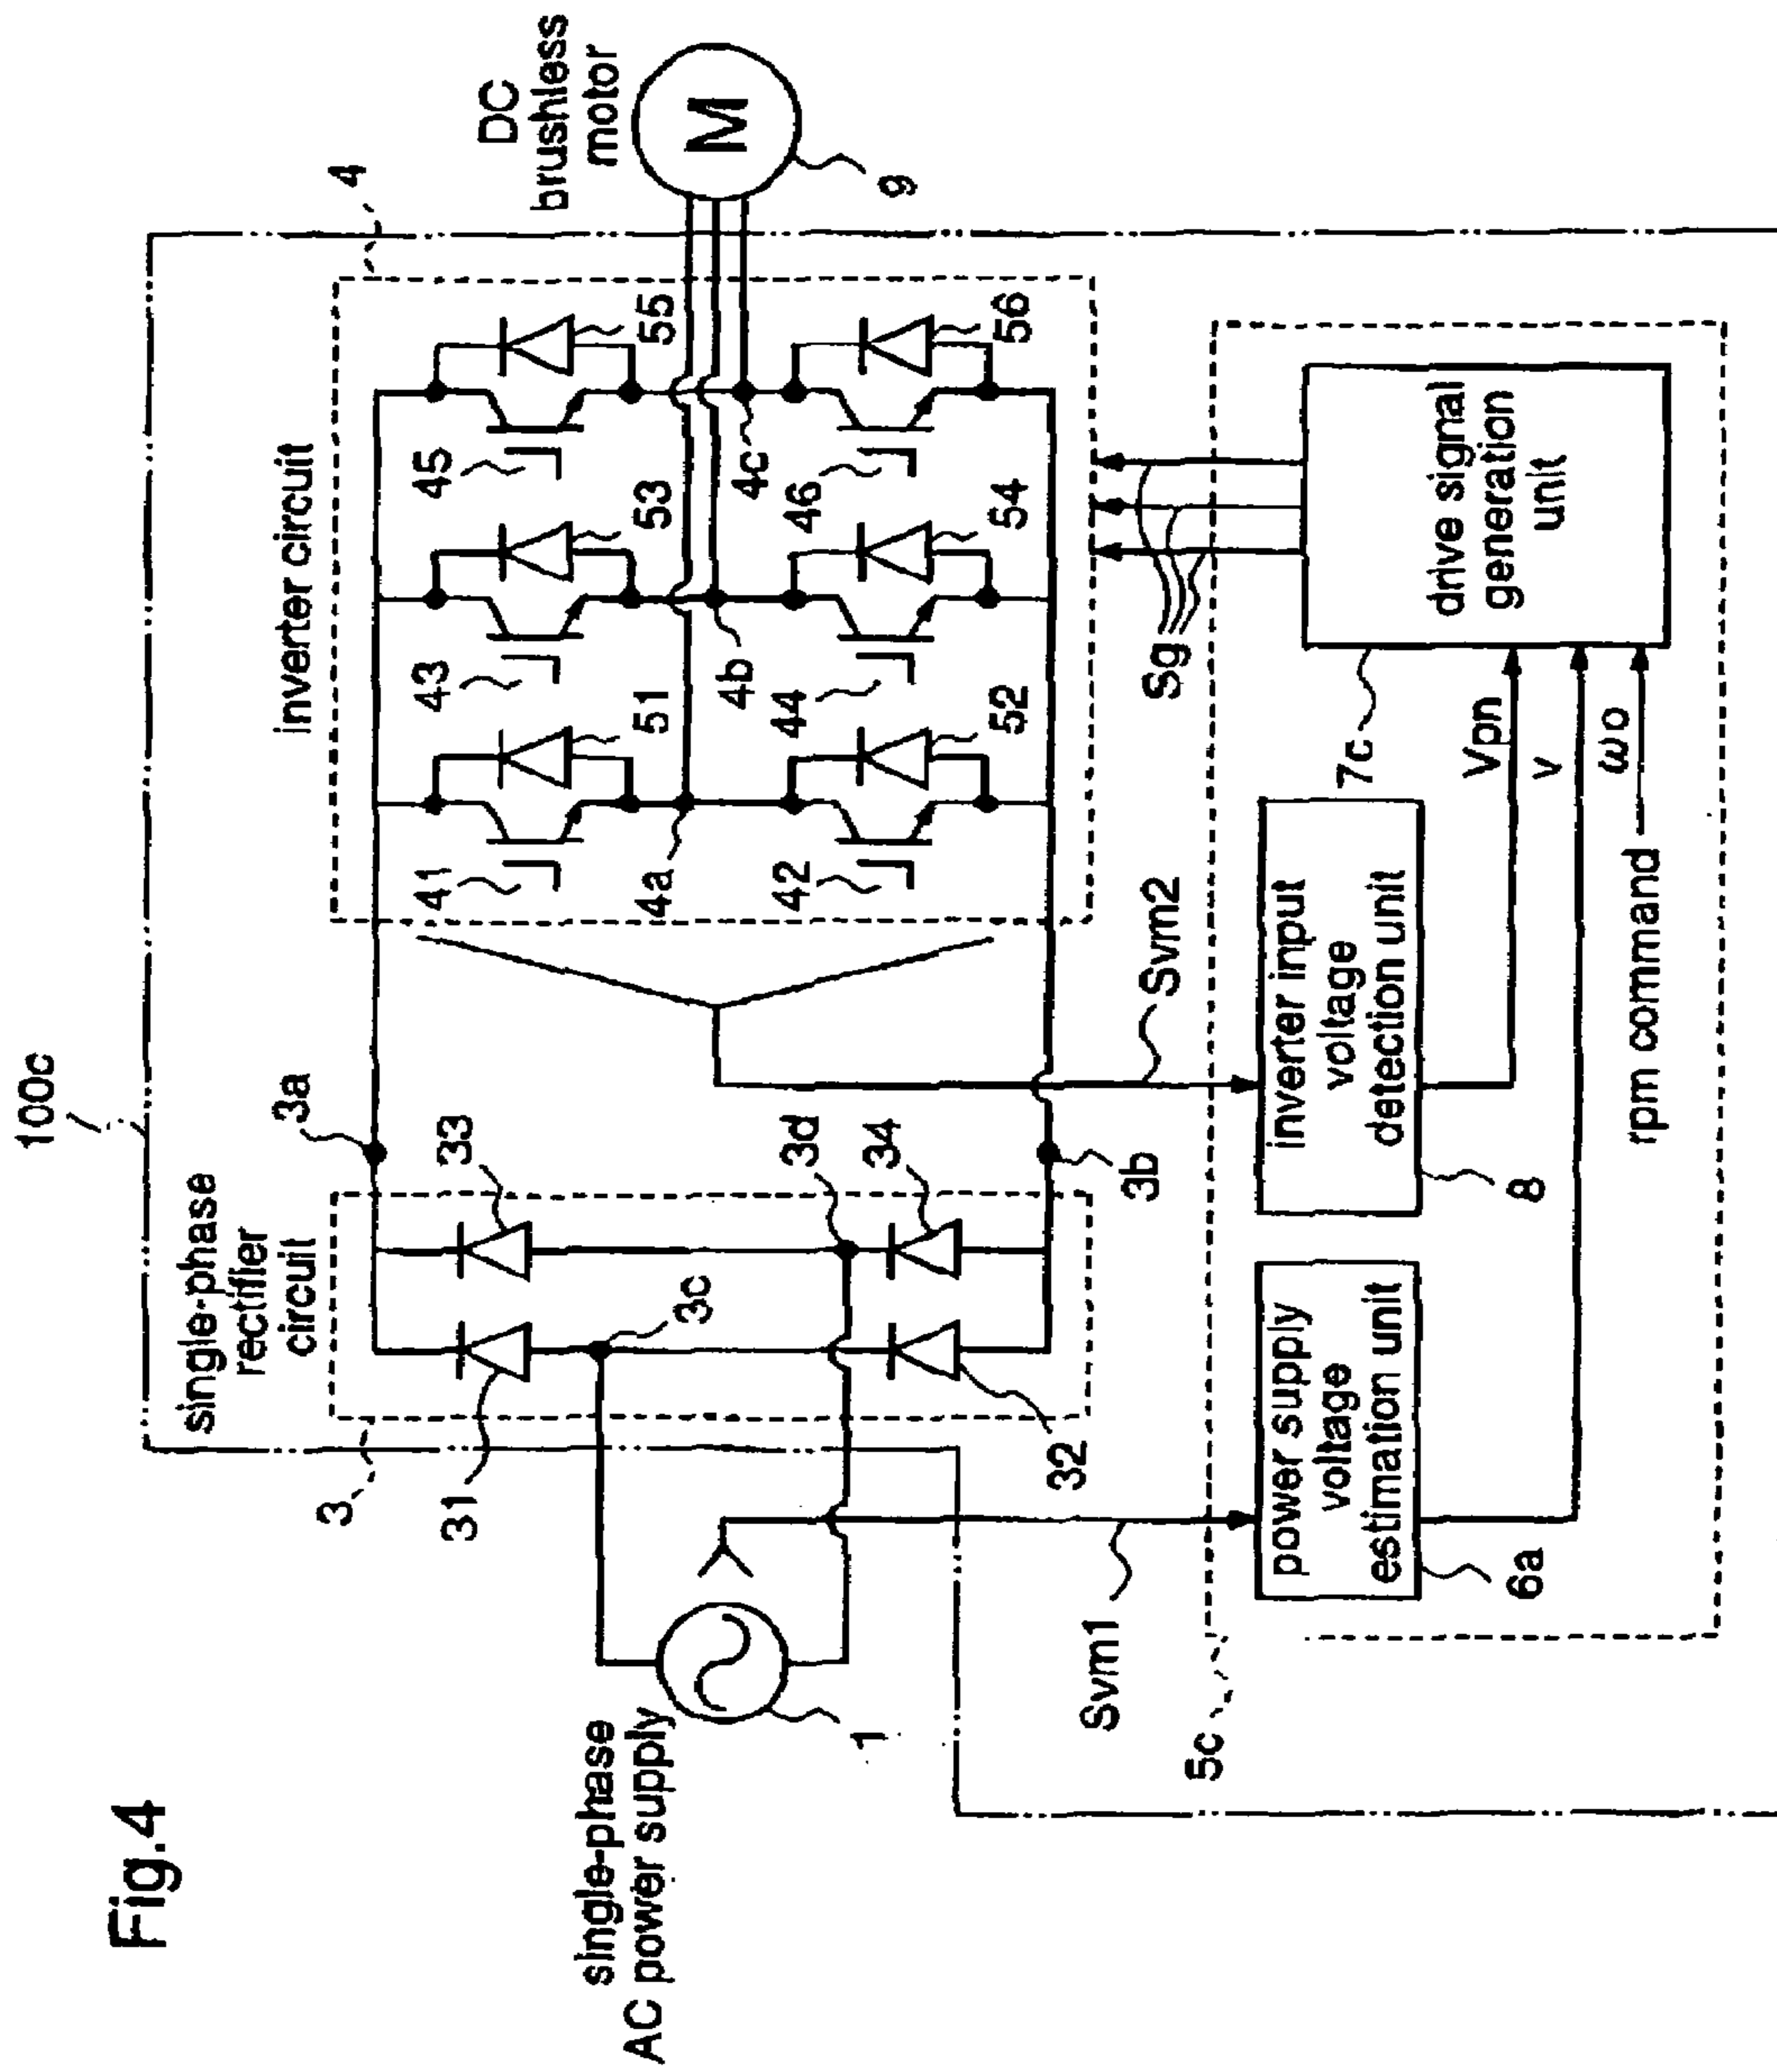 Fig.4
100c
single-phase
rectifier
circuit
inverter circuit
DC
brushless
motor
M
9
4
3
3a
3b
3c
3d
31
32
33
34
41
42
43
44
45
46
51
52
53
54
55
56
4a
4b
4c
single-phase
AC power supply
1
Svm1
Svm2
Sg
5c
power supply
voltage
estimation unit
6a
inverter input
voltage
detection unit
8
drive signal
generation
unit
7c
Vpn
v
ωo
rpm command